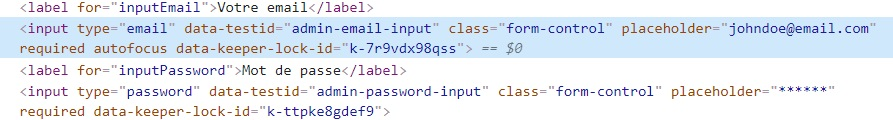 <label for="inputEmail">Votre email</label>
<input type="email" data-testid="admin-email-input" class="form-control" placeholder="johndoe@email.com"
required autofocus data-keeper-lock-id="k-7r9vdx98qss"> == $0
<label for="inputPassword">Mot de passe</label>
<input type="password" data-testid="admin-password-input" class="form-control" placeholder="******"
required data-keeper-lock-id="k-ttpke8gdef9">